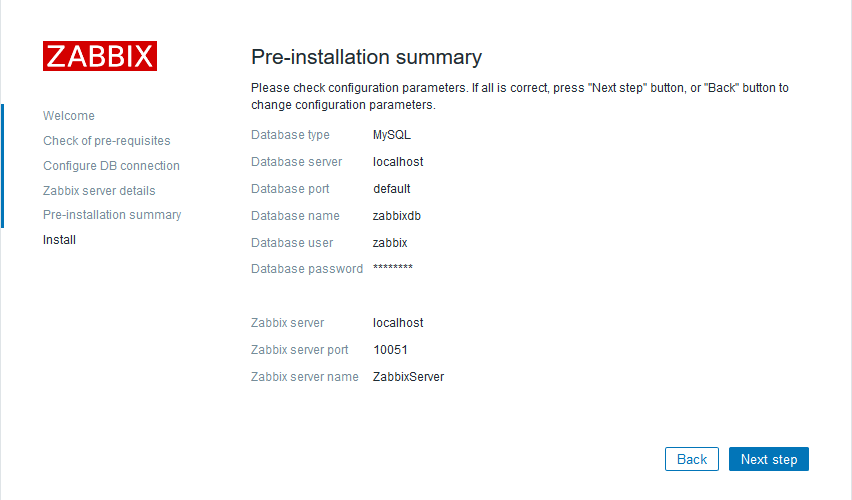 ZABBIX
Welcome
Check of pre-requisites
Configure DB connection
Zabbix server details
Pre-installation summary
Install
Pre-installation summary
Please check configuration parameters. If all is correct, press "Next step" button, or "Back" button to
change configuration parameters.
Database type MySQL
Database server localhost
Database port default
Database name zabbixdb
Database user zabbix
Database password ********
Zabbix server localhost
Zabbix server port 10051
Zabbix server name ZabbixServer
Back Next step